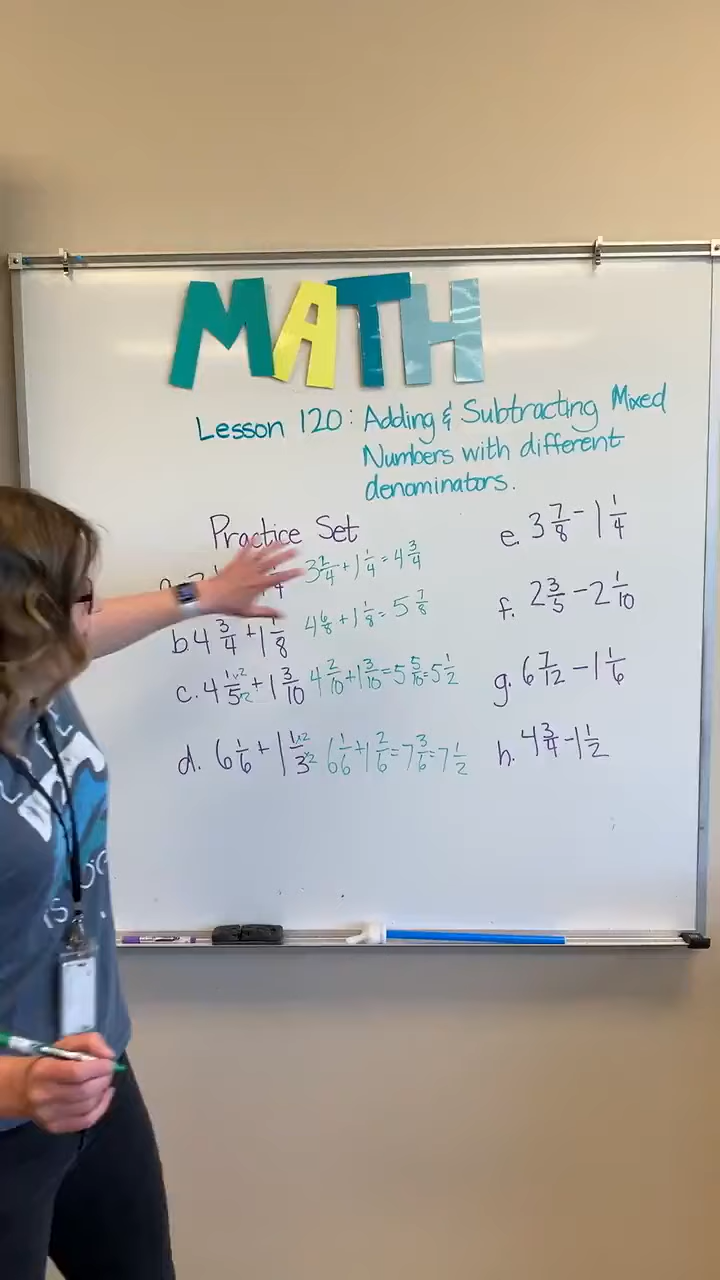 MATH
Lesson 120: Adding & Subtracting Mixed
Numbers with different
denominators.
Practice Set
3 2/4 + 1 1/4 = 4 3/4
b. 4 3/4 + 1 1/8 4 6/8 + 1 1/8 = 5 7/8
c. 4 1/5 x2 x2 + 1 3/10 4 2/10 + 1 3/10 = 5 5/10 = 5 1/2
d. 6 1/6 + 1 1/3 x2 x2 6 1/6 + 1 2/6 = 7 3/6 = 7 1/2
e. 3 7/8 - 1 1/4
f. 2 3/5 - 2 1/10
g. 6 7/12 - 1 1/6
h. 4 3/4 - 1 1/2